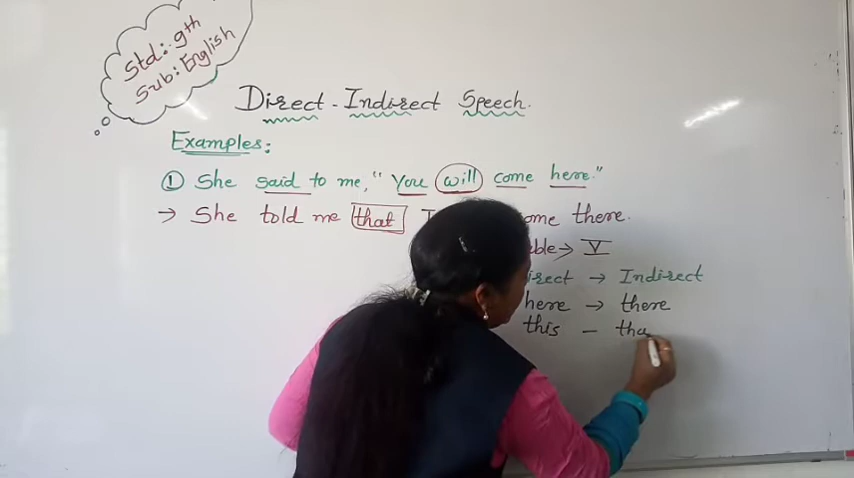 Std: 9th
Sub: English
Direct - Indirect Speech.
Examples:
① She said to me, "You will come here."
→ She told me that I ome there.
ble → V
irect → Indirect
here → there
this - tha